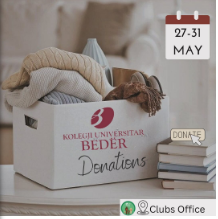 27-31
MAY
KOLEGJI UNIVERSITAR
BEDËR
Donations
DONATE
Clubs Office